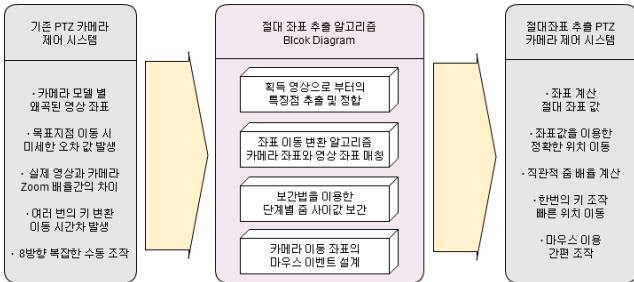 기존 PTZ 카메라
제어 시스템
· 카메라 모델 별
왜곡된 영상 좌표
· 목표지점 이동 시
미세한 오차 값 발생
· 실제 영상과 카메라
Zoom 배율간의 차이
· 여러 번의 키 변환
이동 시간차 발생
· 8방향 복잡한 수동 조작
절대 좌표 추출 알고리즘
Blcok Diagram
획득 영상으로 부터의
특징점 추출 및 정합
좌표 이동 변환 알고리즘
카메라 좌표와 영상 좌표 매칭
보간법을 이용한
단계별 줌 사이값 보간
카메라 이동 좌표의
마우스 이벤트 설계
절대좌표 추출 PTZ
카메라 제어 시스템
· 좌표 계산
절대 좌표 값
· 좌표값을 이용한
정확한 위치 이동
· 직관적 줌 배율 계산
· 한번의 키 조작
빠른 위치 이동
· 마우스 이용
간편 조작